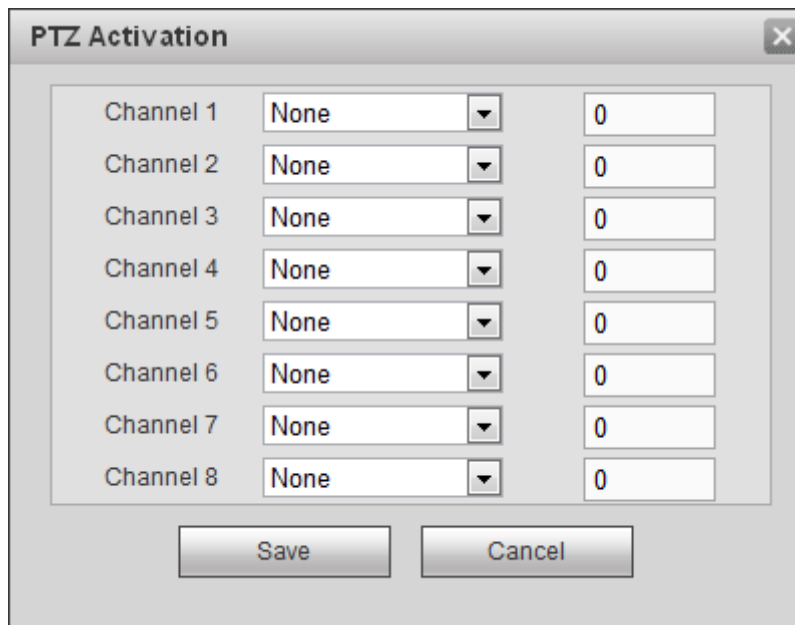 PTZ Activation
Channel 1 None 0
Channel 2 None 0
Channel 3 None 0
Channel 4 None 0
Channel 5 None 0
Channel 6 None 0
Channel 7 None 0
Channel 8 None 0
Save Cancel